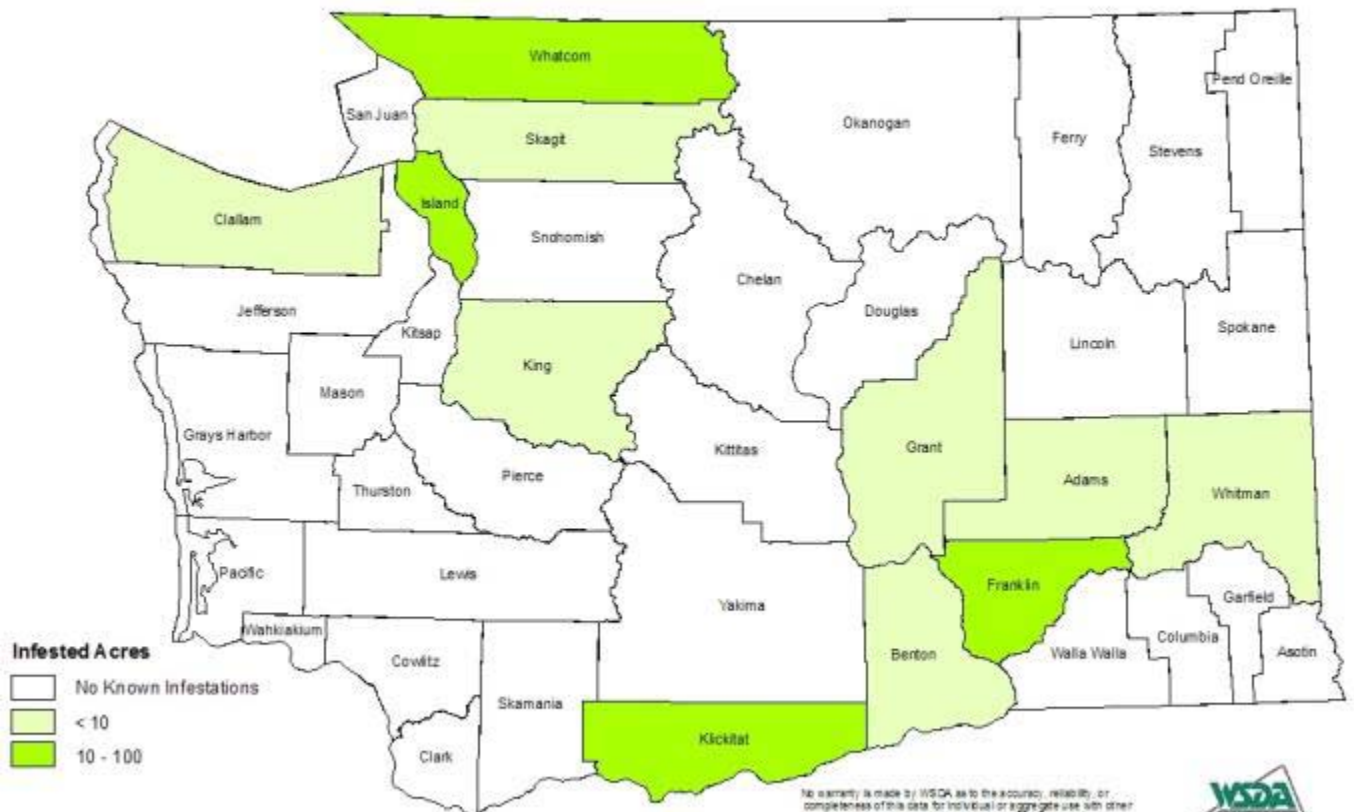 Whatcom
San Juan
Skagit
Okanogan
Ferry
Stevens
Pend Oreille
Clallam
Island
Snohomish
Chelan
Douglas
Jefferson
Kitsap
King
Lincoln
Spokane
Mason
Grays Harbor
Thurston
Pierce
Kittitas
Grant
Adams
Whitman
Pacific
Lewis
Yakima
Franklin
Garfield
Wahkiakium
Cowlitz
Skamania
Benton
Walla Walla
Columbia
Asotin
Clark
Klickitat
Infested Acres
No Known Infestations
< 10
10 - 100
No warranty is made by WSDA as to the accuracy, reliability, or
completeness of this data for individual or aggregate use with other
WSDA